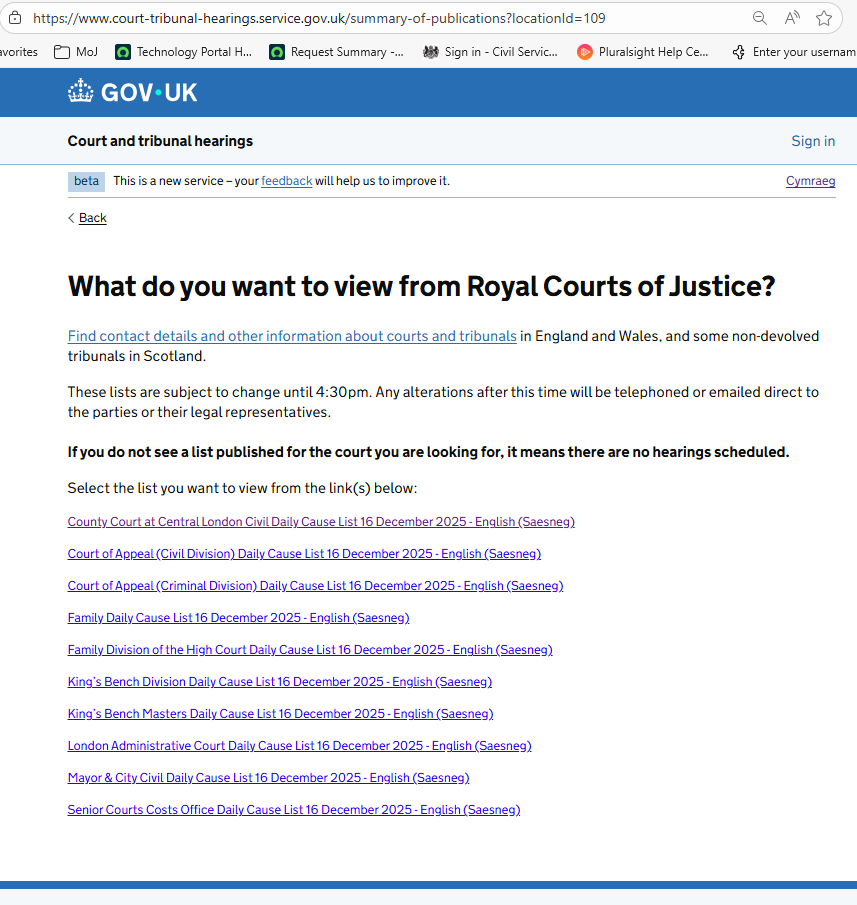 https://www.court-tribunal-hearings.service.gov.uk/summary-of-publications?locationId=109
avorites MoJ Technology Portal H... Request Summary -... Sign in - Civil Servic... Pluralsight Help Ce... Enter your usernam
GOV·UK
Court and tribunal hearings Sign in
beta This is a new service – your feedback will help us to improve it. Cymraeg
Back
What do you want to view from Royal Courts of Justice?
Find contact details and other information about courts and tribunals in England and Wales, and some non-devolved
tribunals in Scotland.
These lists are subject to change until 4:30pm. Any alterations after this time will be telephoned or emailed direct to
the parties or their legal representatives.
If you do not see a list published for the court you are looking for, it means there are no hearings scheduled.
Select the list you want to view from the link(s) below:
County Court at Central London Civil Daily Cause List 16 December 2025 - English (Saesneg)
Court of Appeal (Civil Division) Daily Cause List 16 December 2025 - English (Saesneg)
Court of Appeal (Criminal Division) Daily Cause List 16 December 2025 - English (Saesneg)
Family Daily Cause List 16 December 2025 - English (Saesneg)
Family Division of the High Court Daily Cause List 16 December 2025 - English (Saesneg)
King's Bench Division Daily Cause List 16 December 2025 - English (Saesneg)
King's Bench Masters Daily Cause List 16 December 2025 - English (Saesneg)
London Administrative Court Daily Cause List 16 December 2025 - English (Saesneg)
Mayor & City Civil Daily Cause List 16 December 2025 - English (Saesneg)
Senior Courts Costs Office Daily Cause List 16 December 2025 - English (Saesneg)